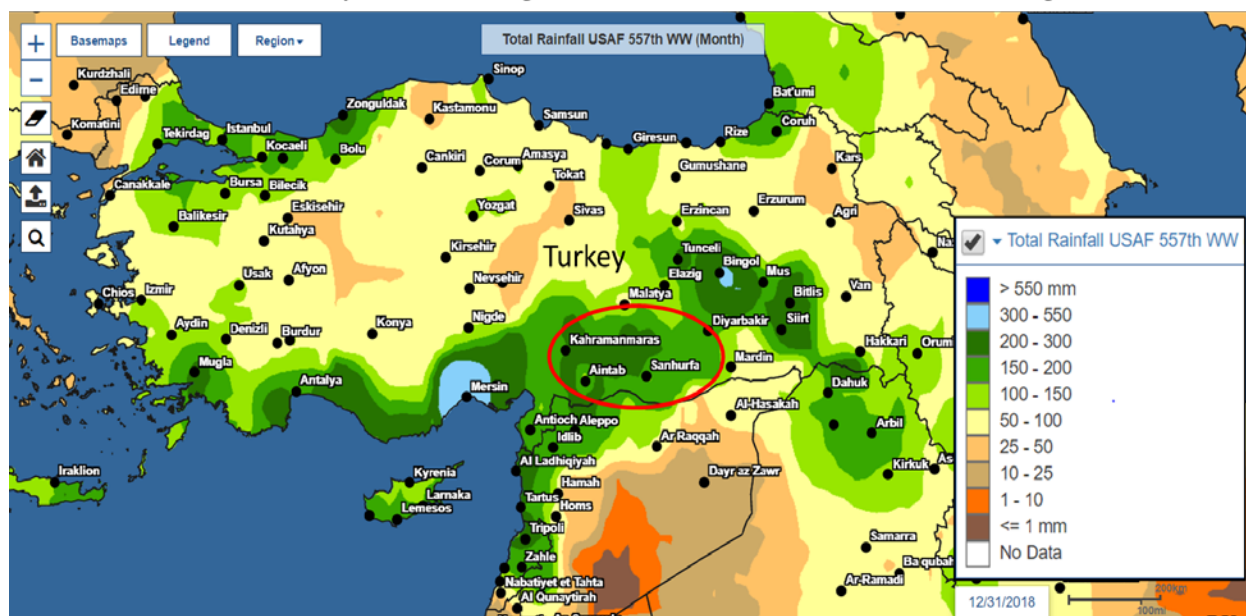 Total Rainfall USAF 557th WW (Month)
Basemaps
Legend
Region
Kurdzhali
Edirne
Komatini
Tekirdag
Istanbul
Kocaeli
Zonguldak
Bolu
Kastamonu
Sinop
Samsun
Bat'umi
Coruh
Rize
Giresun
Gumushane
Kars
Cankiri
Corum
Amasya
Tokat
Canakkale
Bursa
Bilecik
Eskisehir
Balikesir
Kutahya
Yozgat
Sivas
Erzincan
Erzurum
Agri
Kirsehir
Turkey
Tunceli
Bingol
Mus
Elazig
Usak
Afyon
Nevsehir
Malatya
Bitlis
Van
Chios
Izmir
Aydin
Denizli
Burdur
Konya
Nigde
Diyarbakir
Siirt
Hakkari
Orum
Kahramanmaras
Mugla
Antalya
Mersin
Aintab
Sanhurfa
Mardin
Dahuk
Antioch
Aleppo
Al-Hasakah
Arbil
Idlib
Ar Raqqah
Kirkuk
As
Iraklion
Kyrenia
Larnaka
Lemesos
Al Ladhiqiyah
Hamah
Dayr az Zawr
Tartus
Homs
Tripoli
Samarra
Zahle
Ba qubah
Nabatiyet et Tahta
Ar-Ramadi
Al Qunaytirah
Total Rainfall USAF 557th WW
> 550 mm
300 - 550
200 - 300
150 - 200
100 - 150
50 - 100
25 - 50
10 - 25
1 - 10
<= 1 mm
No Data
12/31/2018
200km
100mi